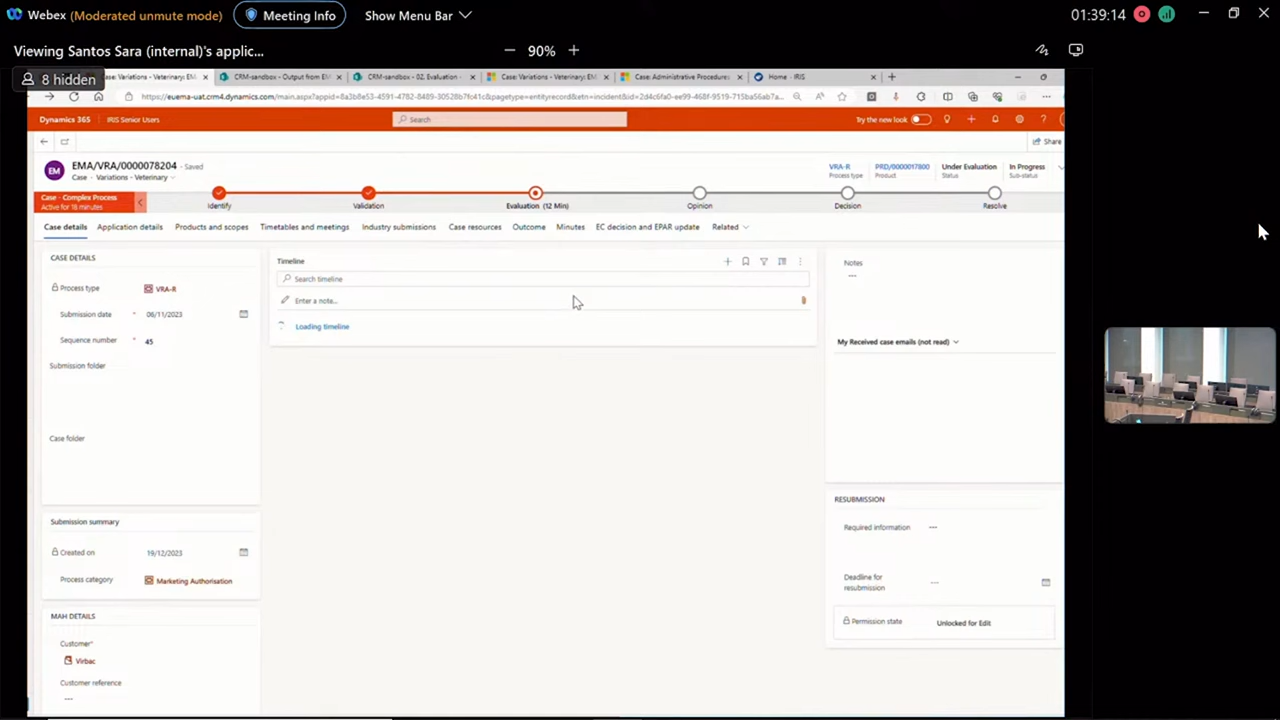 Webex (Moderated unmute mode) Meeting Info Show Menu Bar 01:39:14
Viewing Santos Sara (internal)'s applic... 90%
8 hidden
Case: Variations - Veterinary: EM CRM-sandbox - Output from EM CRM-sandbox - 02. Evaluation - Case: Variations - Veterinary: EM Case: Administrative Procedures Home - IRIS
Dynamics 365 IRIS Senior Users Search Try the new look
Share
EMA/VRA/0000078204 - Saved
Case - Variations - Veterinary
VRA-R PRD/0000017800 Under Evaluation In Progress
Process type Product Status Sub-status
Case - Complex Process
Active for 18 minutes
Identify Validation Evaluation (12 Min) Opinion Decision Resolve
Case details Application details Products and scopes Timetables and meetings Industry submissions Case resources Outcome Minutes EC decision and EPAR update Related
CASE DETAILS
Process type VRA-R
Submission date * 06/11/2023
Sequence number * 45
Submission folder
Case folder
Submission summary
Created on 19/12/2023
Process category Marketing Authorisation
MAH DETAILS
Customer*
Virbac
Customer reference
---
Timeline
Search timeline
Enter a note...
Loading timeline
Notes
---
My Received case emails (not read)
RESUBMISSION
Required information ---
Deadline for
resubmission ---
Permission state Unlocked for Edit